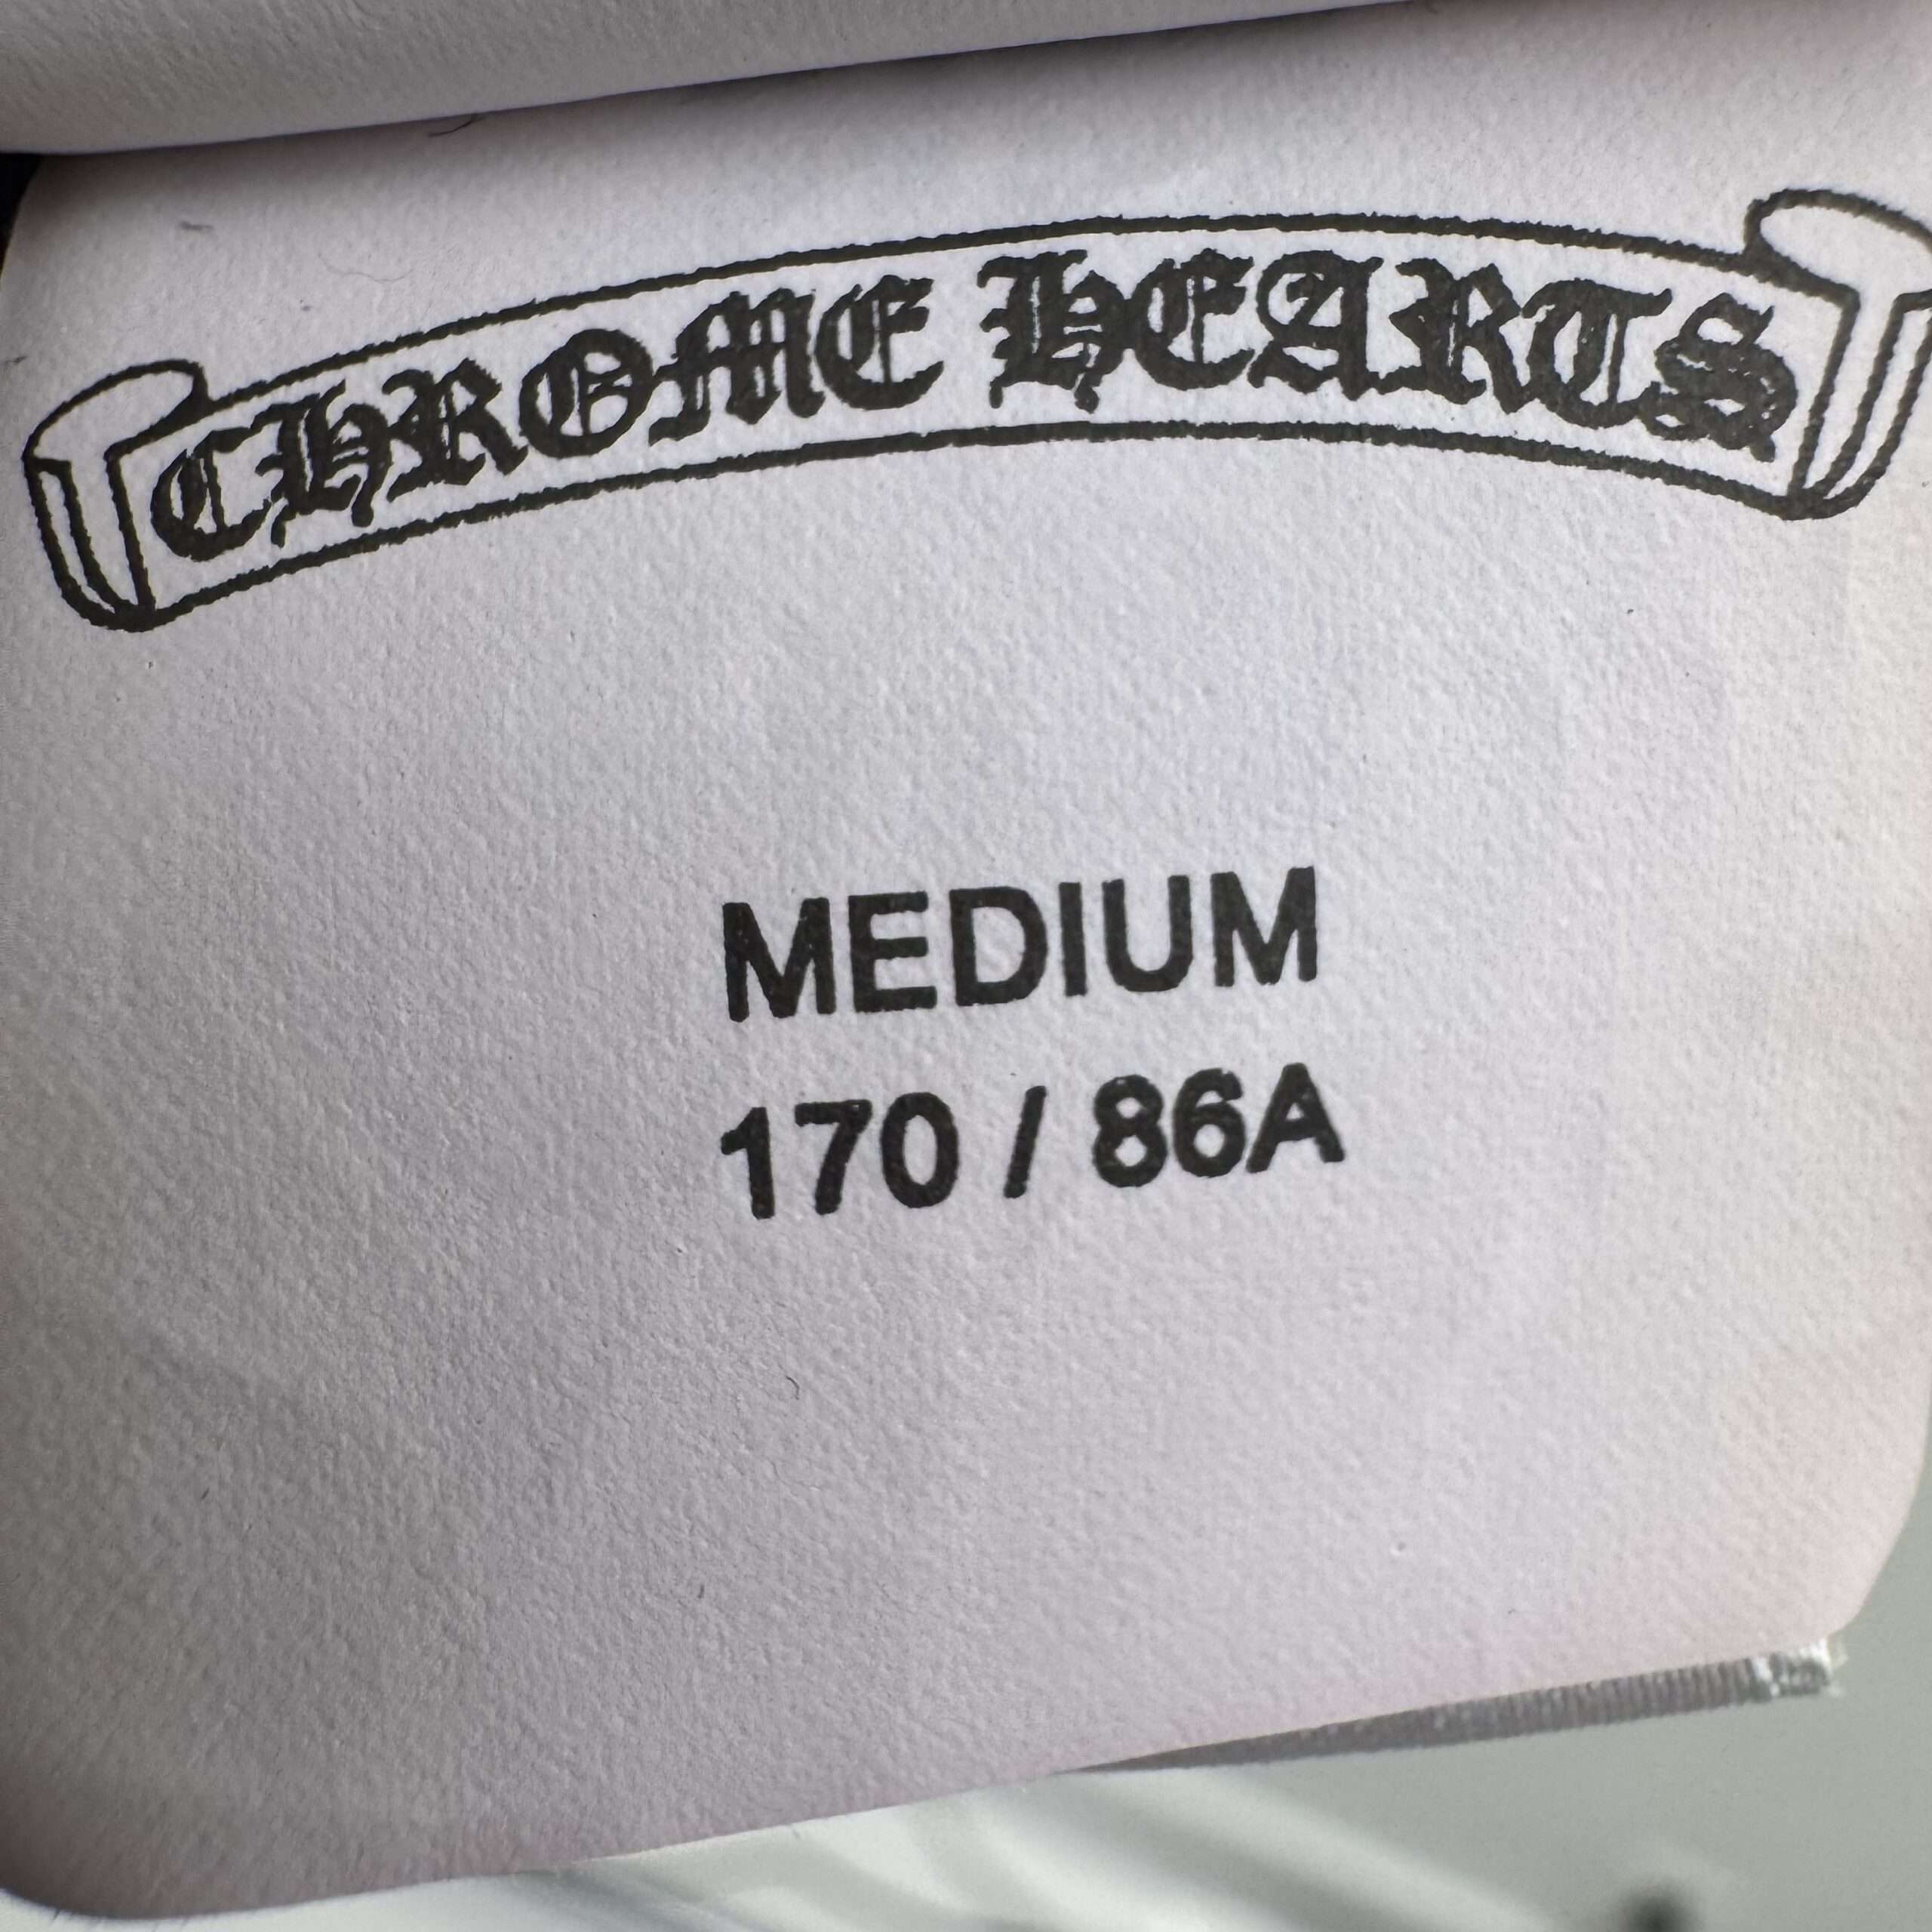 CHROME HEARTS
MEDIUM
170 / 86A